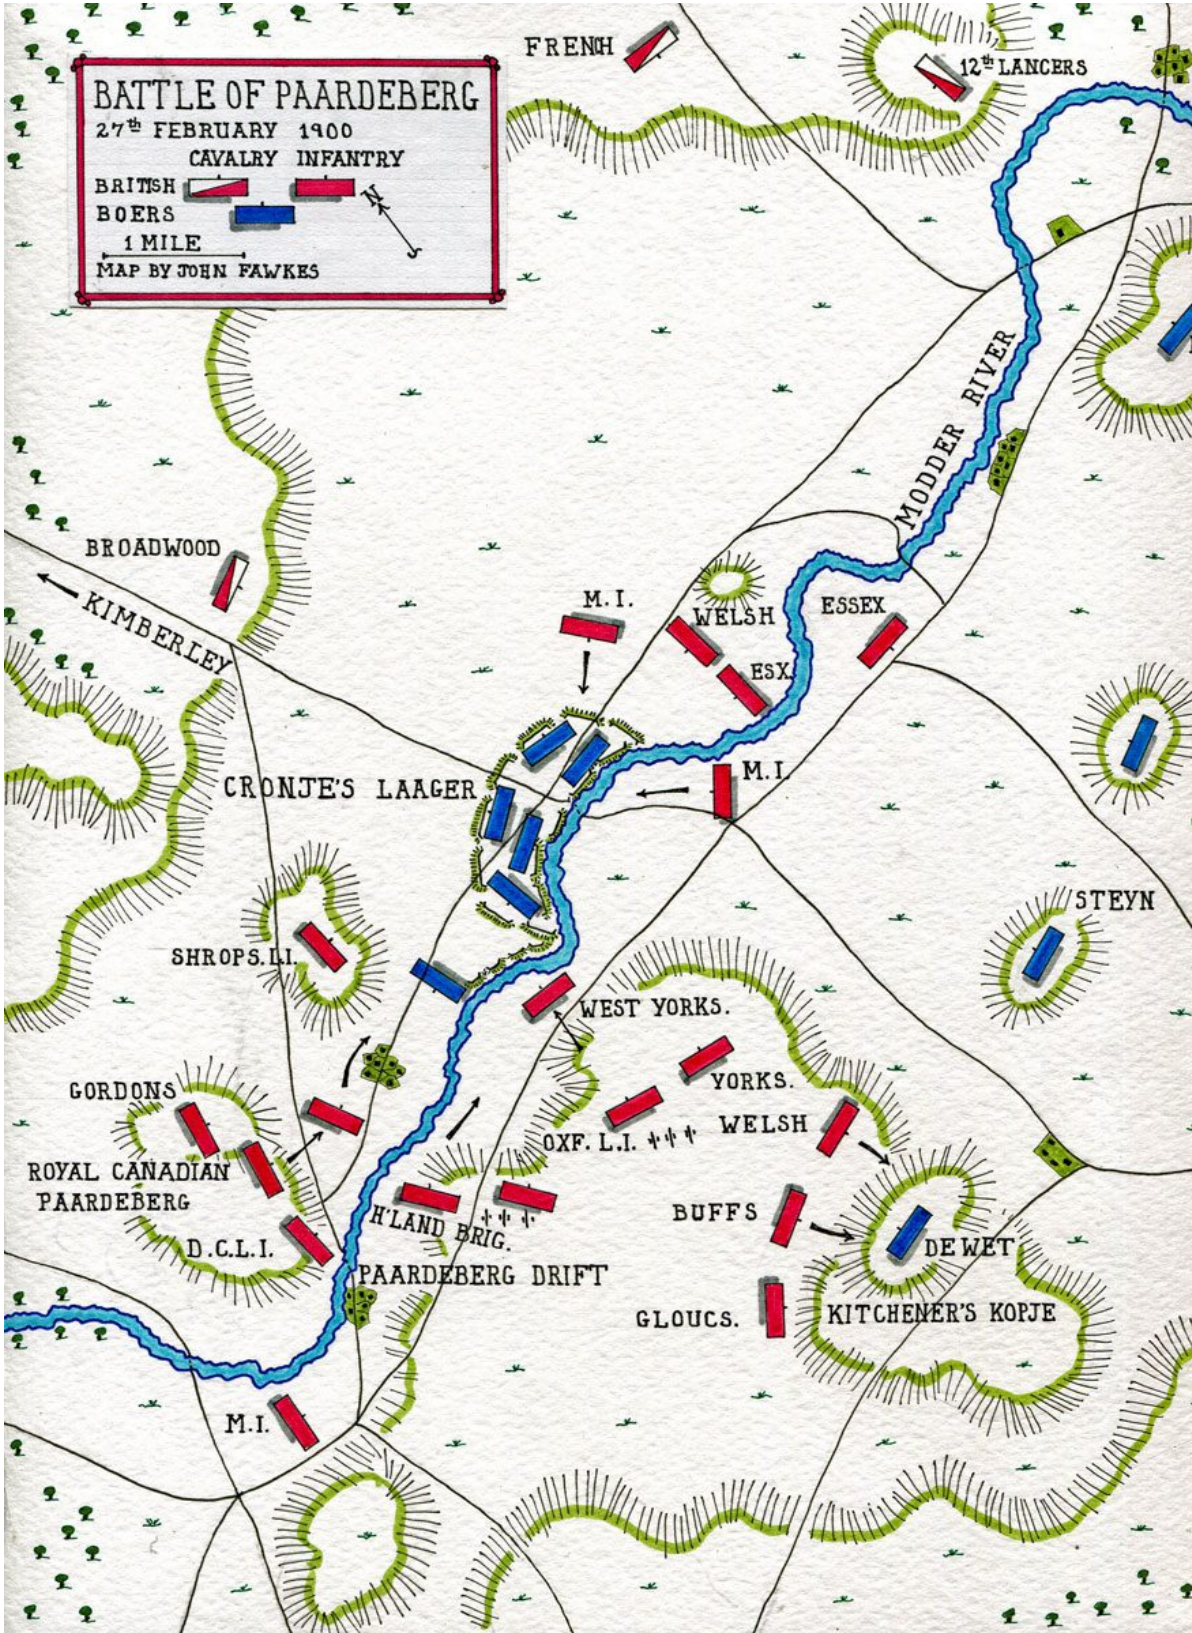 BATTLE OF PAARDEBERG
27th FEBRUARY 1900
CAVALRY INFANTRY
BRITISH
BOERS
N
S
1 MILE
MAP BY JOHN FAWKES
FRENCH
12th LANCERS
MODDER RIVER
BROADWOOD
KIMBERLEY
M.I.
WELSH
ESSEX
ESX.
CRONJE'S LAAGER
M.I.
STEYN
SHROPS.L.I.
WEST YORKS.
YORKS.
GORDONS
OXF. L.I.
WELSH
ROYAL CANADIAN
PAARDEBERG
H'LAND BRIG.
BUFFS
D.C.L.I.
DE WET
PAARDEBERG DRIFT
GLOUCS.
KITCHENER'S KOPJE
M.I.